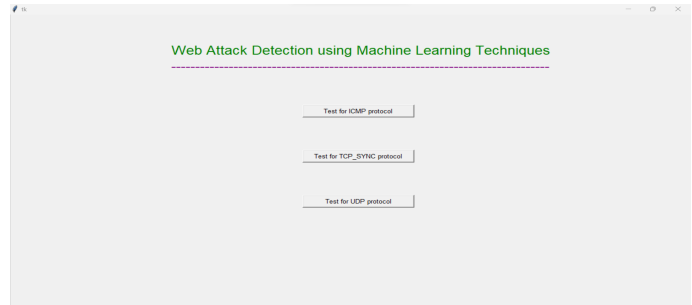 tk
Web Attack Detection using Machine Learning Techniques
--------------------------------------------------------------------------------
Test for ICMP protocol
Test for TCP_SYNC protocol
Test for UDP protocol